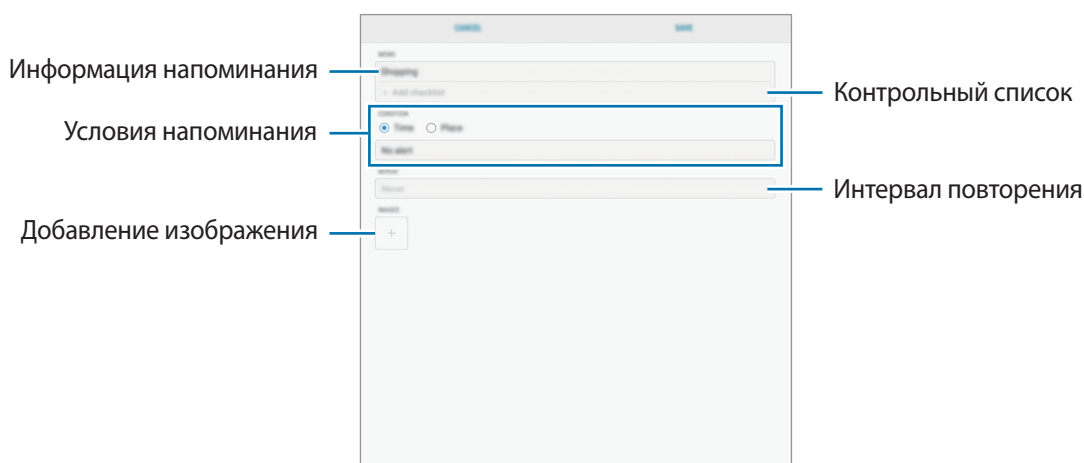 CANCEL
SAVE
MEMO
Информация напоминания
Shopping
+ Add checklist
Контрольный список
CONDITION
Условия напоминания
Time
Place
No alert
REPEAT
Never
Интервал повторения
IMAGES
Добавление изображения
+